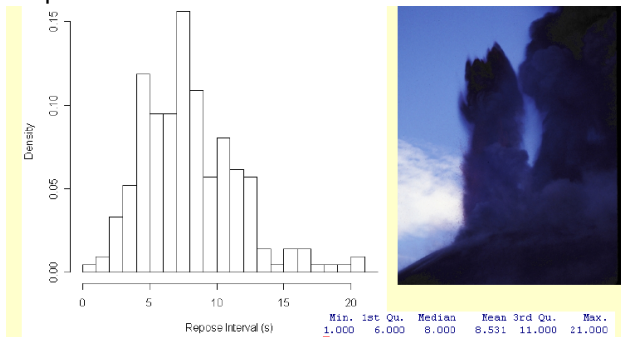 0.15
0.10
0.05
0.00
Density
0 5 10 15 20
Repose Interval (s)
Min. 1st Qu. Median Mean 3rd Qu. Max.
1.000 6.000 8.000 8.531 11.000 21.000